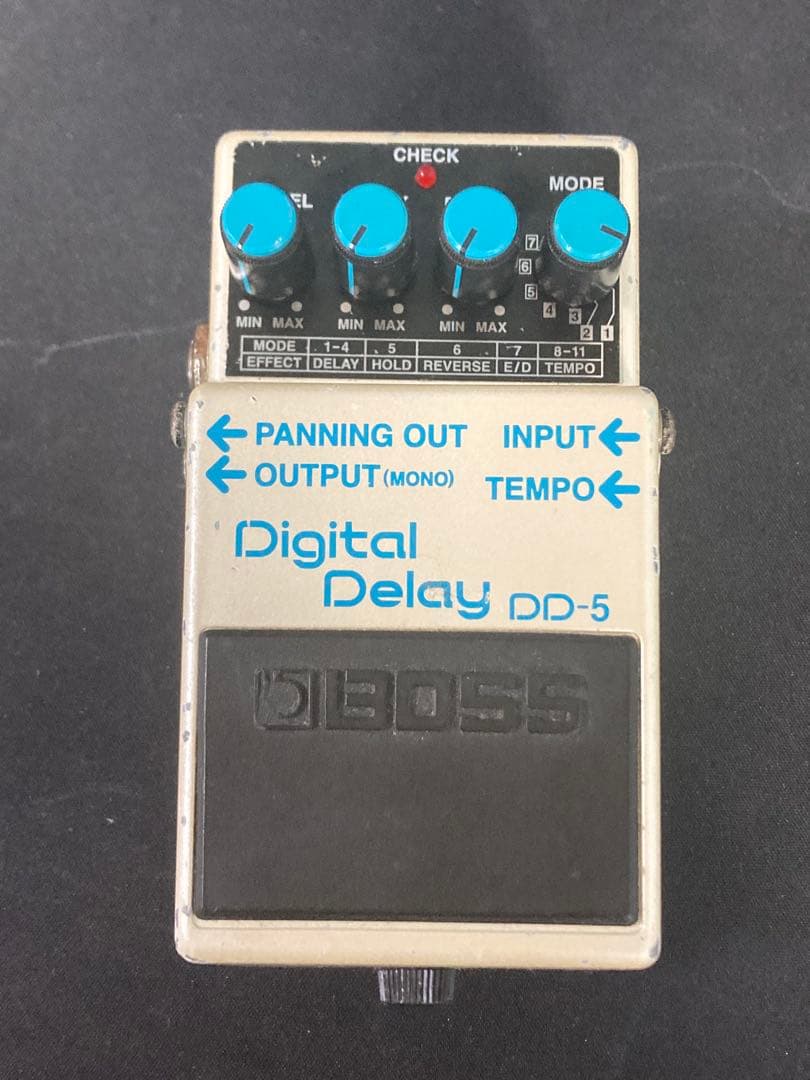 CHECK
MODE
7
6
5
4
3
2
1
MIN MAX MIN MAX MIN MAX
MODE 1-4 5 6 7 8-11
EFFECT DELAY HOLD REVERSE E/D TEMPO
PANNING OUT INPUT
OUTPUT (MONO) TEMPO
Digital
Delay DD-5
BOSS